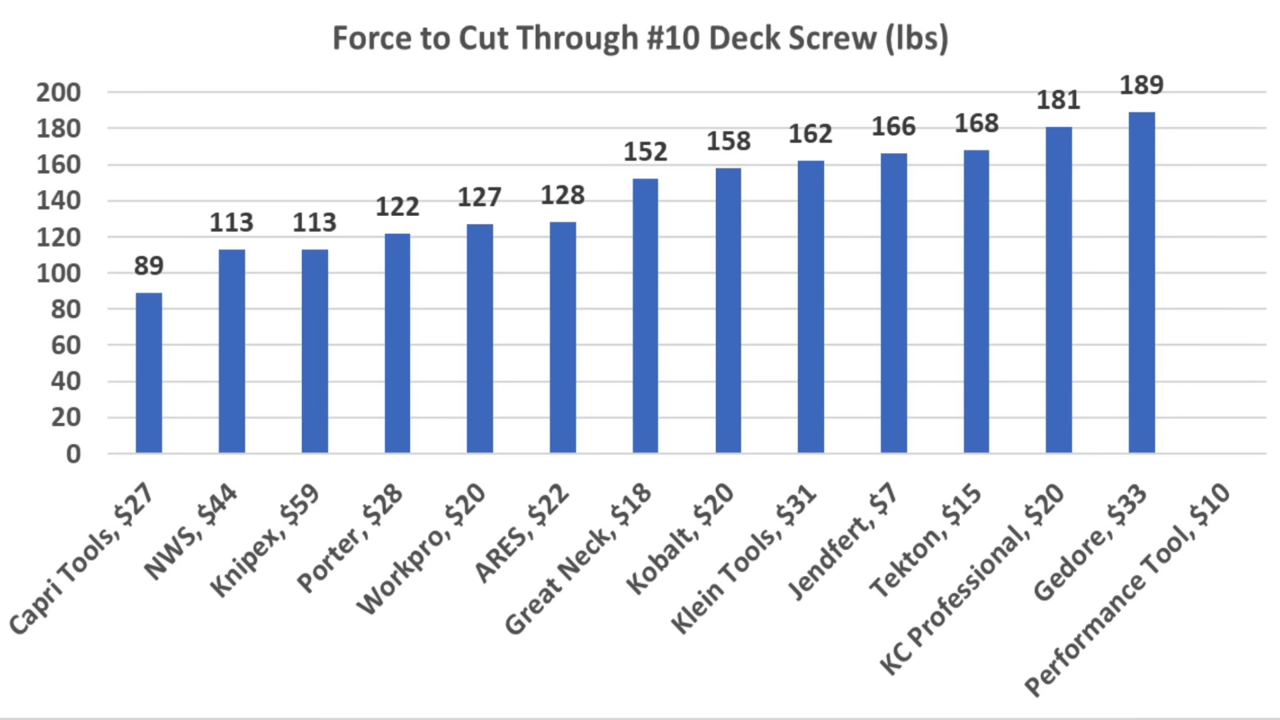 Force to Cut Through #10 Deck Screw (lbs)
200
180
160
140
120
100
80
60
40
20
0
89
113
113
122
127
128
152
158
162
166
168
181
189
Capri Tools, $27
NWS, $44
Knipex, $59
Porter, $28
Workpro, $20
ARES, $22
Great Neck, $18
Kobalt, $20
Klein Tools, $31
Jendfert, $7
Tekton, $15
KC Professional, $20
Gedore, $33
Performance Tool, $10